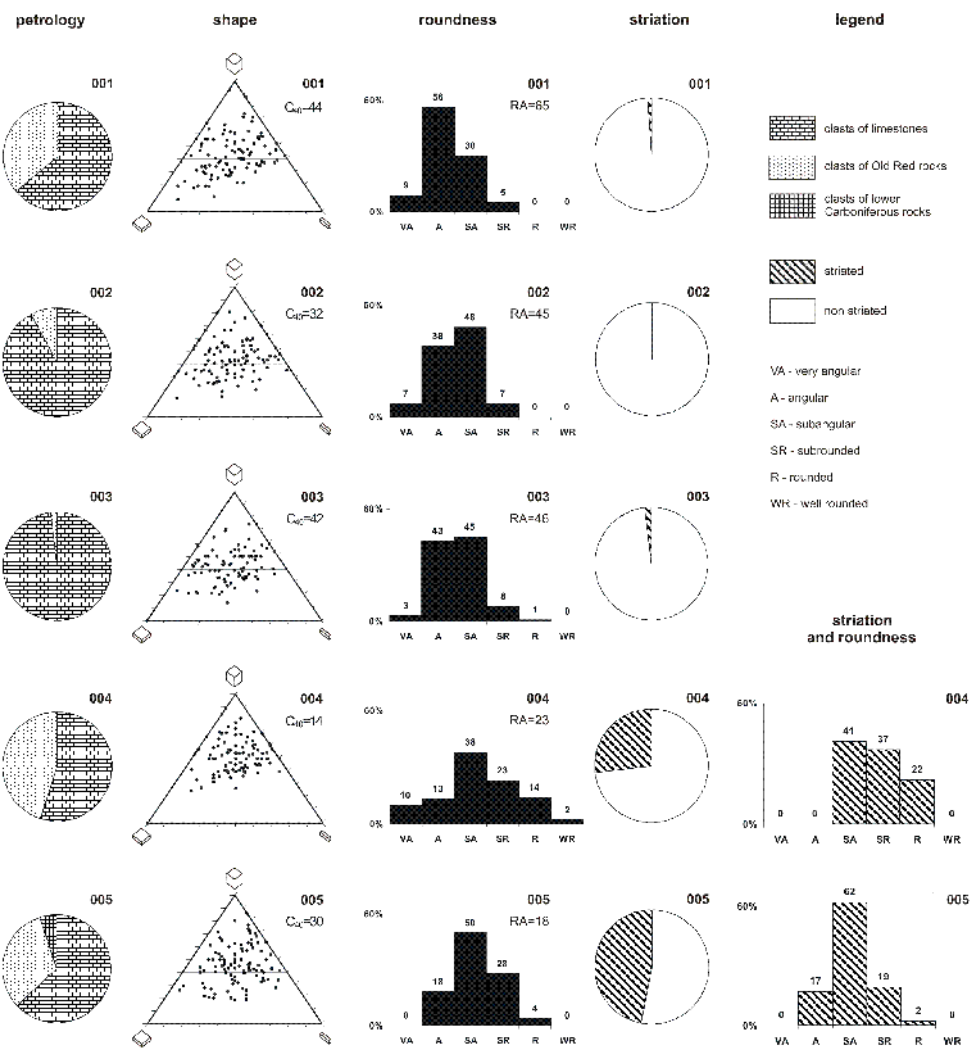 petrology shape roundness striation legend
001 001 001 001
C₄₀=44 RA=65
60% 56 30 9 5 0 0
0%
VA A SA SR R WR
clasts of limestones
clasts of Old Red rocks
clasts of lower
Carboniferous rocks
striated
non striated
VA - very angular
A - angular
SA - subangular
SR - subrounded
R - rounded
WR - well rounded
002 002 002 002
C₄₀=32 RA=45
60% 38 48 7 7 0 0
0%
VA A SA SR R WR
003 003 003 003
C₄₀=42 RA=46
60% 43 45 3 8 1 0
0%
VA A SA SR R WR
striation
and roundness
004 004 004 004 004
C₄₀=14 RA=23
60% 10 13 38 23 14 2
0%
VA A SA SR R WR
60% 0 0 41 37 22 0
0%
VA A SA SR R WR
005 005 005 005 005
C₄₀=30 RA=18
60% 0 18 50 28 4 0
0%
VA A SA SR R WR
60% 0 17 62 19 2 0
0%
VA A SA SR R WR